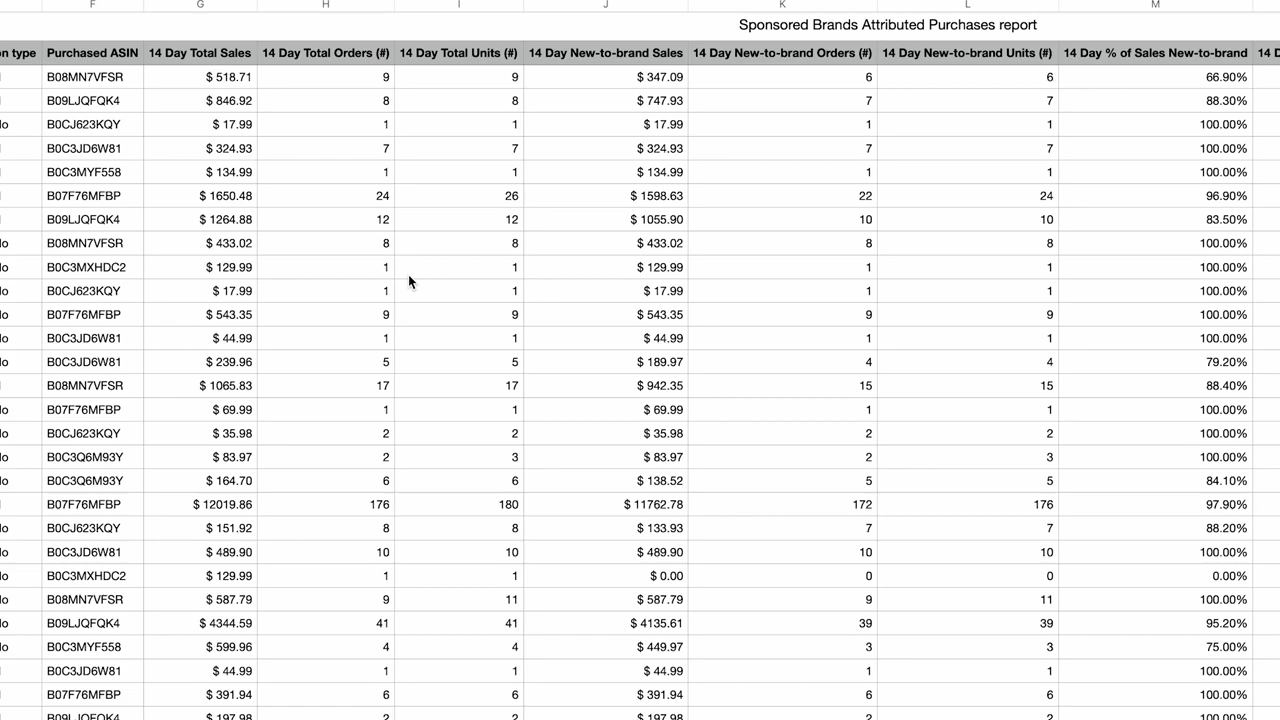 F G H I J K L M
Sponsored Brands Attributed Purchases report
on type Purchased ASIN 14 Day Total Sales 14 Day Total Orders (#) 14 Day Total Units (#) 14 Day New-to-brand Sales 14 Day New-to-brand Orders (#) 14 Day New-to-brand Units (#) 14 Day % of Sales New-to-brand 14 D
B08MN7VFSR $ 518.71 9 9 $ 347.09 6 6 66.90%
B09LJQFQK4 $ 846.92 8 8 $ 747.93 7 7 88.30%
lo B0CJ623KQY $ 17.99 1 1 $ 17.99 1 1 100.00%
B0C3JD6W81 $ 324.93 7 7 $ 324.93 7 7 100.00%
B0C3MYF558 $ 134.99 1 1 $ 134.99 1 1 100.00%
B07F76MFBP $ 1650.48 24 26 $ 1598.63 22 24 96.90%
B09LJQFQK4 $ 1264.88 12 12 $ 1055.90 10 10 83.50%
lo B08MN7VFSR $ 433.02 8 8 $ 433.02 8 8 100.00%
lo B0C3MXHDC2 $ 129.99 1 1 $ 129.99 1 1 100.00%
lo B0CJ623KQY $ 17.99 1 1 $ 17.99 1 1 100.00%
lo B07F76MFBP $ 543.35 9 9 $ 543.35 9 9 100.00%
lo B0C3JD6W81 $ 44.99 1 1 $ 44.99 1 1 100.00%
lo B0C3JD6W81 $ 239.96 5 5 $ 189.97 4 4 79.20%
B08MN7VFSR $ 1065.83 17 17 $ 942.35 15 15 88.40%
lo B07F76MFBP $ 69.99 1 1 $ 69.99 1 1 100.00%
lo B0CJ623KQY $ 35.98 2 2 $ 35.98 2 2 100.00%
lo B0C3Q6M93Y $ 83.97 2 3 $ 83.97 2 3 100.00%
lo B0C3Q6M93Y $ 164.70 6 6 $ 138.52 5 5 84.10%
B07F76MFBP $ 12019.86 176 180 $ 11762.78 172 176 97.90%
lo B0CJ623KQY $ 151.92 8 8 $ 133.93 7 7 88.20%
lo B0C3JD6W81 $ 489.90 10 10 $ 489.90 10 10 100.00%
lo B0C3MXHDC2 $ 129.99 1 1 $ 0.00 0 0 0.00%
lo B08MN7VFSR $ 587.79 9 11 $ 587.79 9 11 100.00%
lo B09LJQFQK4 $ 4344.59 41 41 $ 4135.61 39 39 95.20%
lo B0C3MYF558 $ 599.96 4 4 $ 449.97 3 3 75.00%
B0C3JD6W81 $ 44.99 1 1 $ 44.99 1 1 100.00%
B07F76MFBP $ 391.94 6 6 $ 391.94 6 6 100.00%
B09LJQFQK4 $ 197.98 2 2 $ 197.98 2 2 100.00%